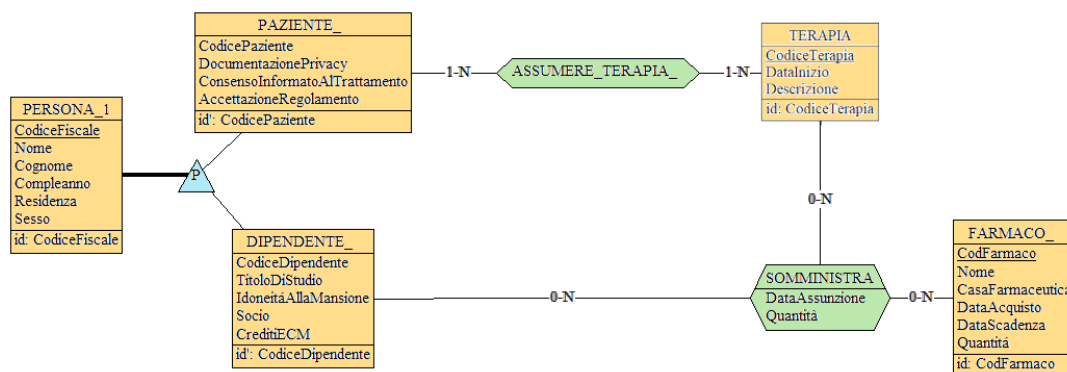 PAZIENTE_
CodicePaziente
DocumentazionePrivacy
ConsensoInformatoAlTrattamento
AccettazioneRegolamento
id': CodicePaziente
1-N
ASSUMERE_TERAPIA_
1-N
TERAPIA
CodiceTerapia
DataInizio
Descrizione
id: CodiceTerapia
PERSONA_1
CodiceFiscale
Nome
Cognome
Compleanno
Residenza
Sesso
id: CodiceFiscale
P
0-N
DIPENDENTE_
CodiceDipendente
TitoloDiStudio
IdoneitáAllaMansione
Socio
CreditiECM
id': CodiceDipendente
0-N
SOMMINISTRA
DataAssunzione
Quantità
0-N
FARMACO_
CodFarmaco
Nome
CasaFarmaceutica
DataAcquisto
DataScadenza
Quantitá
id: CodFarmaco